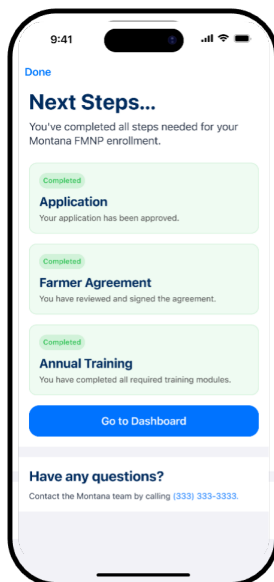 9:41
Done
Next Steps...
You've completed all steps needed for your
Montana FMNP enrollment.
Completed
Application
Your application has been approved.
Completed
Farmer Agreement
You have reviewed and signed the agreement.
Completed
Annual Training
You have completed all required training modules.
Go to Dashboard
Have any questions?
Contact the Montana team by calling (333) 333-3333.